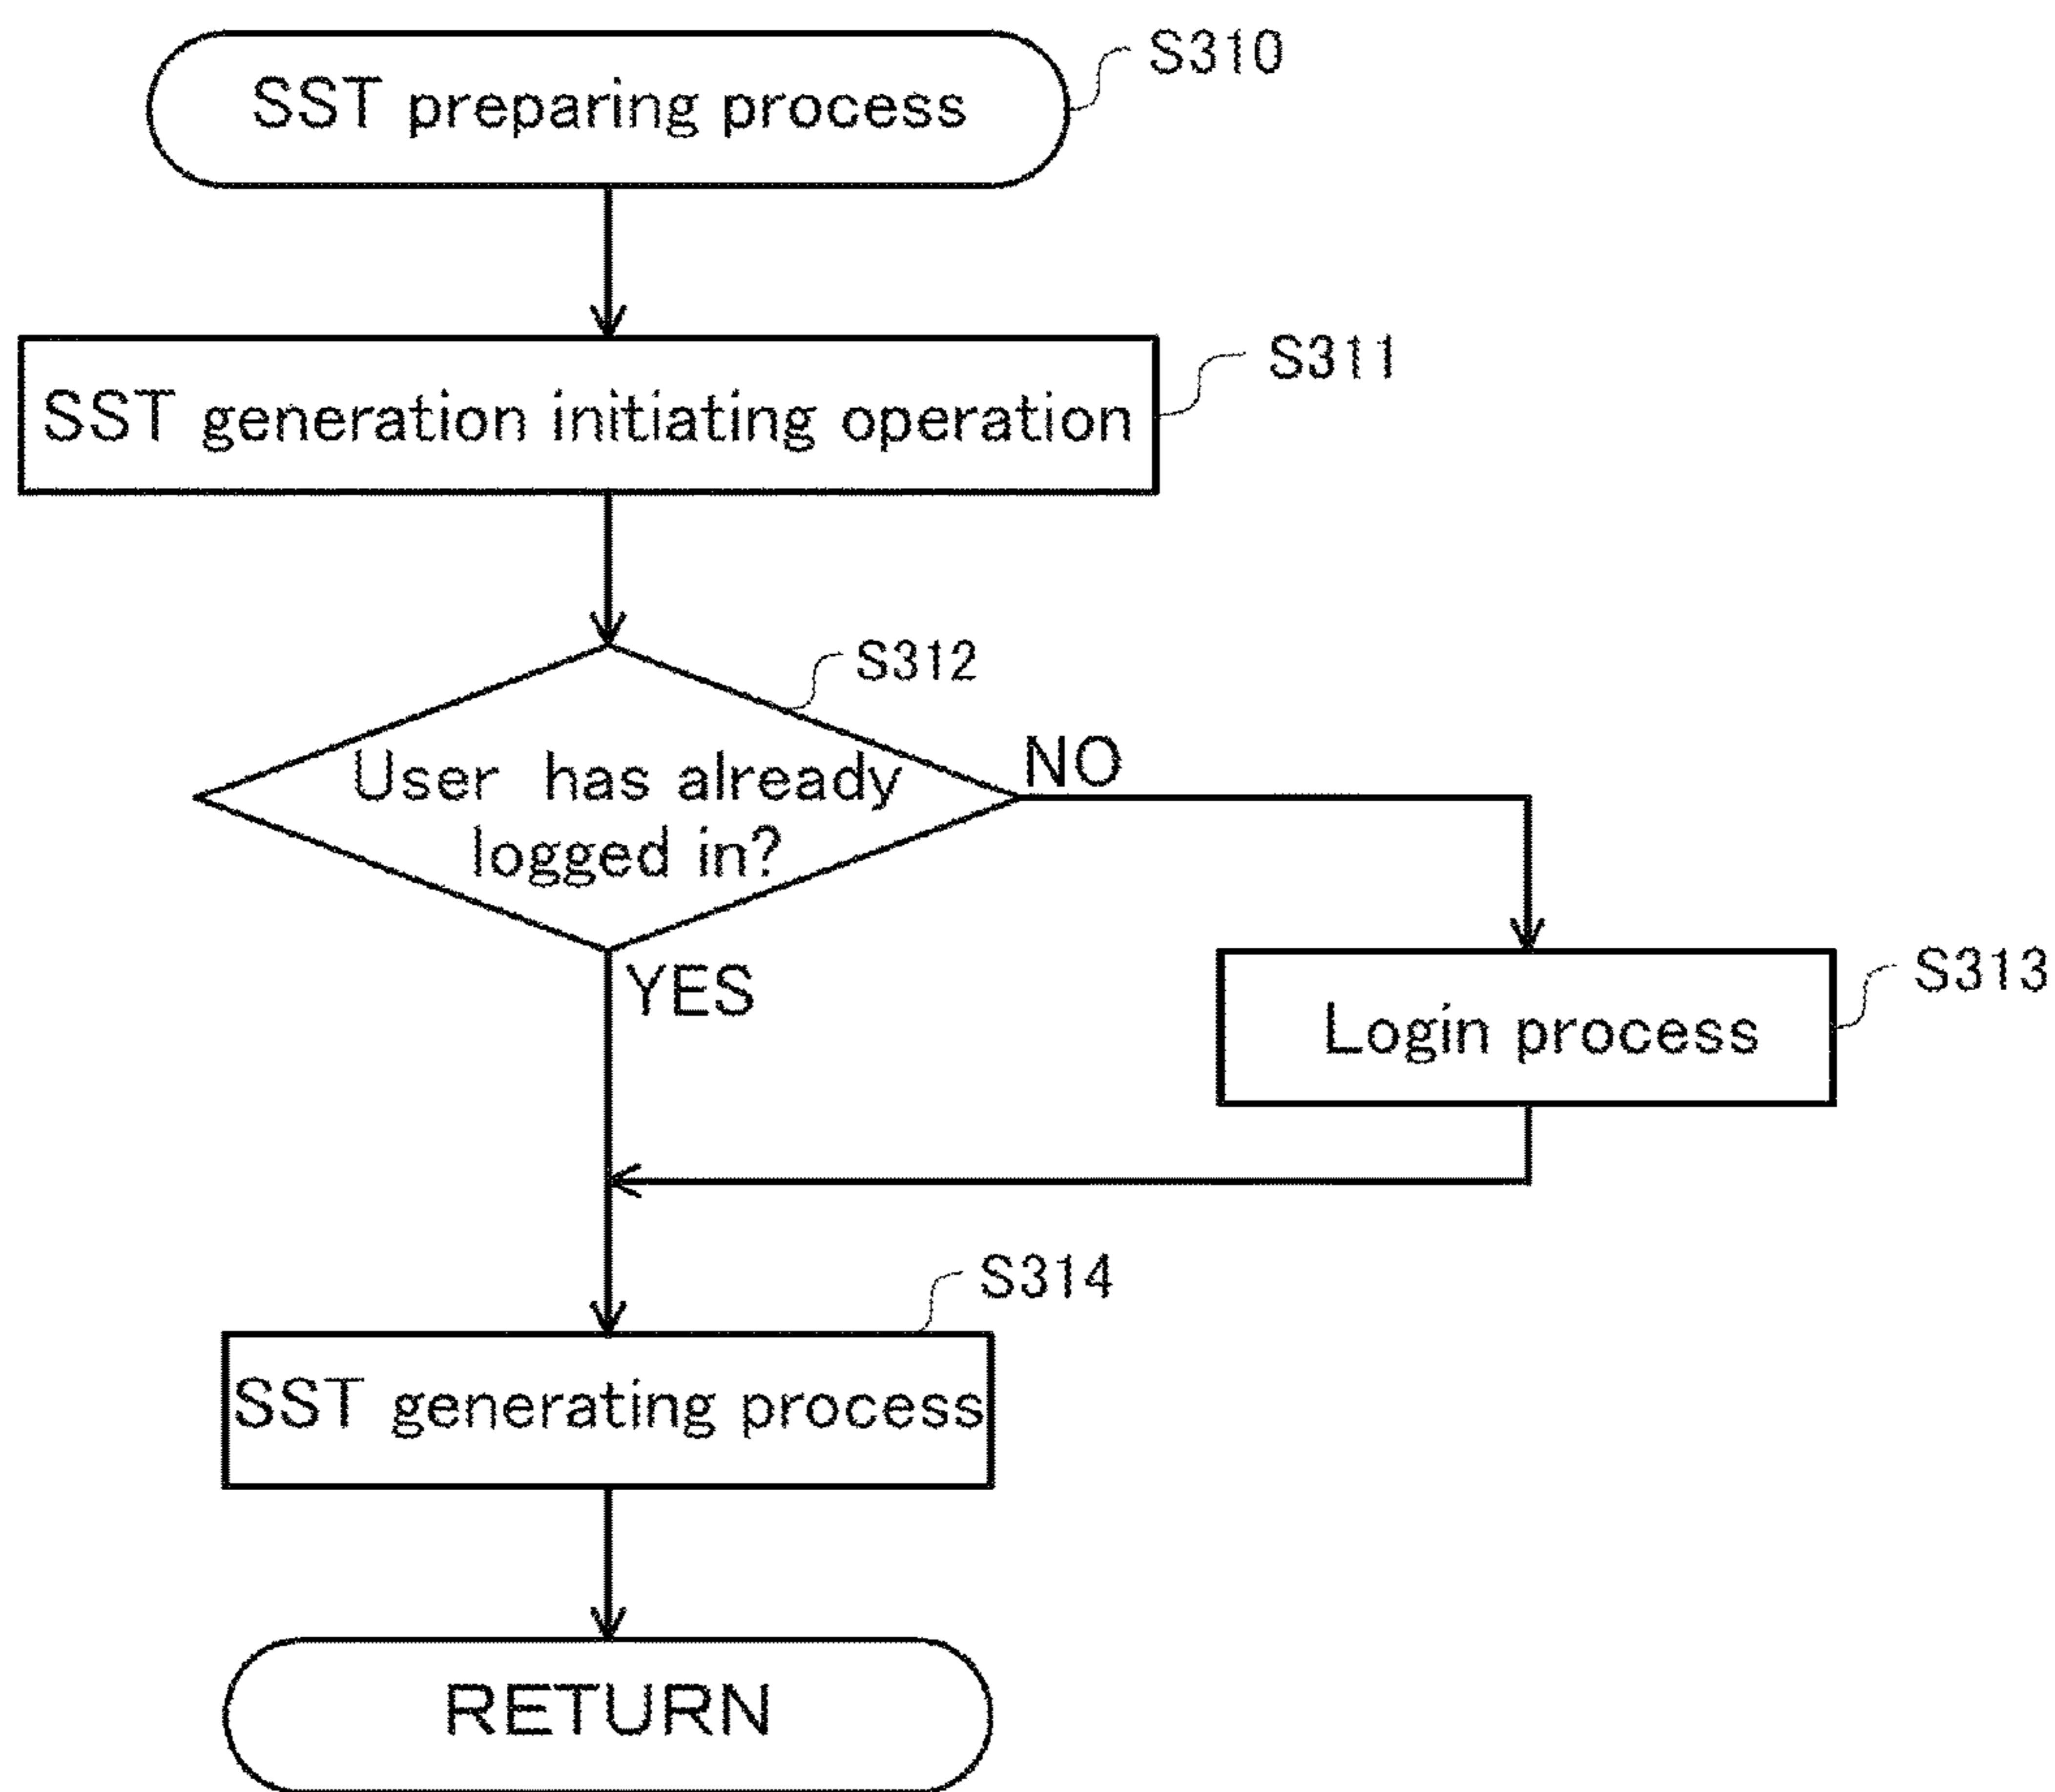 SST preparing process
S310
SST generation initiating operation
S311
S312
User has already
logged in?
NO
YES
Login process
S313
S314
SST generating process
RETURN